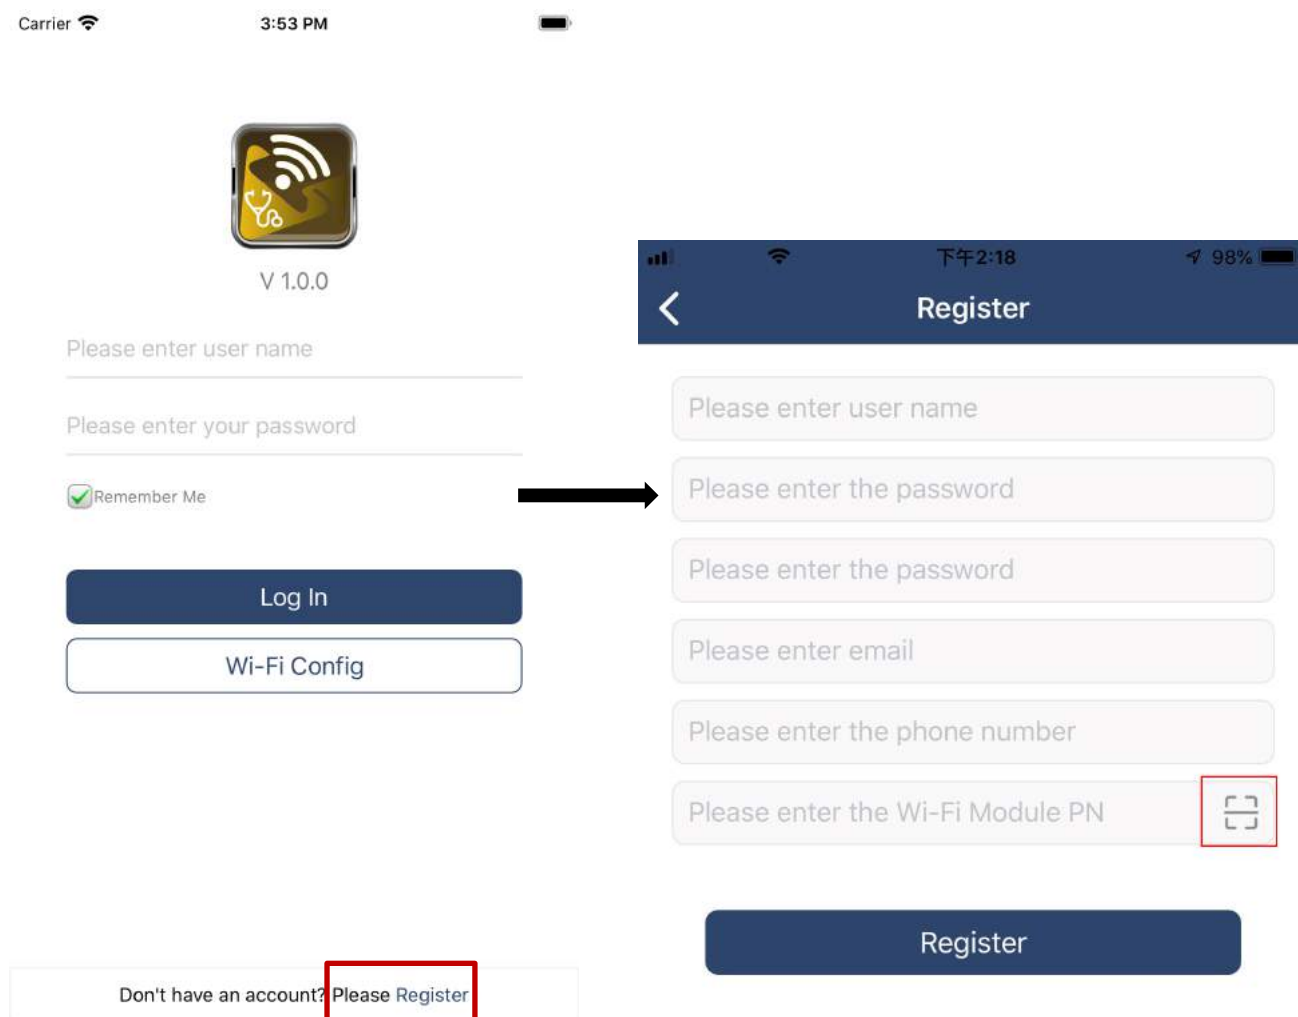 Carrier
3:53 PM
V 1.0.0
Please enter user name
Please enter your password
Remember Me
Log In
Wi-Fi Config
Don't have an account? Please Register
下午2:18
98%
Register
Please enter user name
Please enter the password
Please enter the password
Please enter email
Please enter the phone number
Please enter the Wi-Fi Module PN
Register